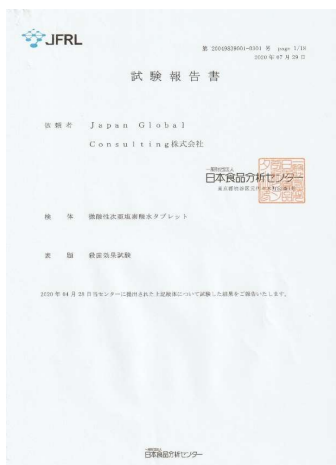 JFRL
第 20049838001-0301 号 page 1/18
2020 年 07 月 29 日
試 験 報 告 書
依 頼 者 Japan Global
Consulting株式会社
一般財団法人
日本食品分析センター
検 体 微酸性次亜塩素酸水タブレット
表 題 殺菌効果試験
2020 年 04 月 28 日当センターに提出された上記検体について試験した結果をご報告いたします。
日本食品分析センター